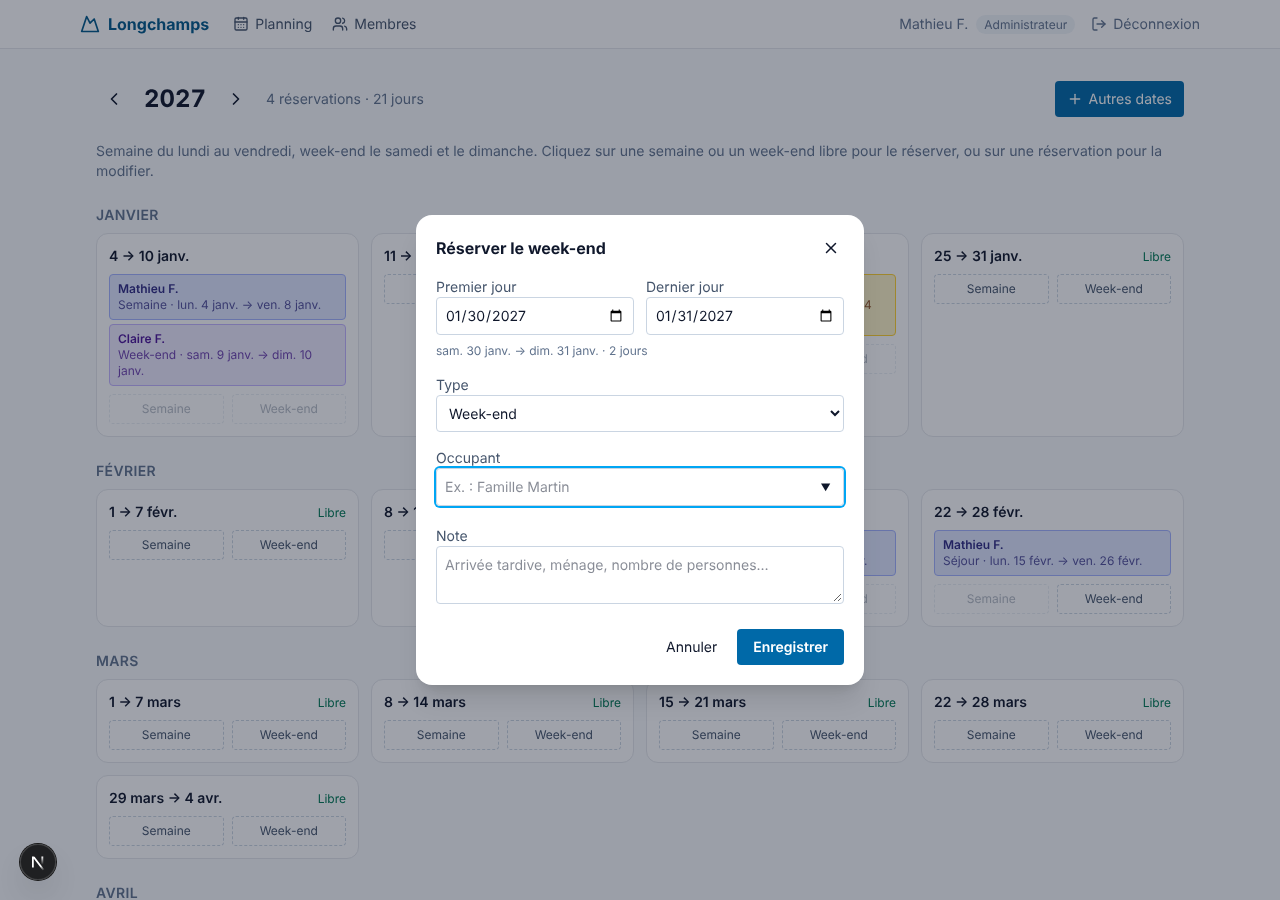 Longchamps
Planning
Membres
Mathieu F.
Administrateur
Déconnexion
2027
4 réservations · 21 jours
+ Autres dates
Semaine du lundi au vendredi, week-end le samedi et le dimanche. Cliquez sur une semaine ou un week-end libre pour le réserver, ou sur une réservation pour la
modifier.
JANVIER
4 → 10 janv.
Mathieu F.
Semaine · lun. 4 janv. → ven. 8 janv.
Claire F.
Week-end · sam. 9 janv. → dim. 10
janv.
Semaine
Week-end
11 →
4
25 → 31 janv.
Libre
Semaine
Week-end
Réserver le week-end
Premier jour
Dernier jour
01/30/2027
01/31/2027
sam. 30 janv. → dim. 31 janv. · 2 jours
Type
Week-end
Occupant
Ex. : Famille Martin
Note
Arrivée tardive, ménage, nombre de personnes...
Annuler
Enregistrer
FÉVRIER
1 → 7 févr.
Libre
Semaine
Week-end
8 →
22 → 28 févr.
Mathieu F.
Séjour · lun. 15 févr. → ven. 26 févr.
Semaine
Week-end
MARS
1 → 7 mars
Libre
Semaine
Week-end
8 → 14 mars
Libre
Semaine
Week-end
15 → 21 mars
Libre
Semaine
Week-end
22 → 28 mars
Libre
Semaine
Week-end
29 mars → 4 avr.
Libre
Semaine
Week-end
N
AVRIL